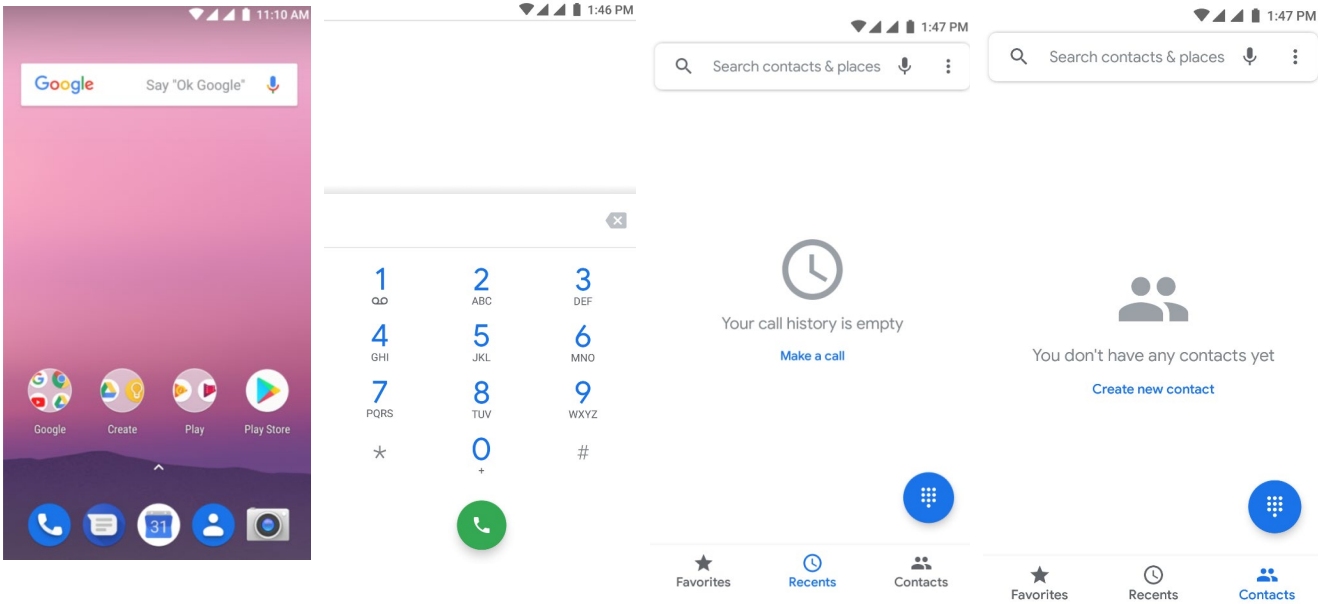 11:10 AM
Google
Say "Ok Google"
Google
Create
Play
Play Store
31
1:46 PM
1
2
3
ABC
DEF
4
5
6
GHI
JKL
MNO
7
8
9
PQRS
TUV
WXYZ
*
0
#
+
1:47 PM
Search contacts & places
Your call history is empty
Make a call
Favorites
Recents
Contacts
1:47 PM
Search contacts & places
You don't have any contacts yet
Create new contact
Favorites
Recents
Contacts